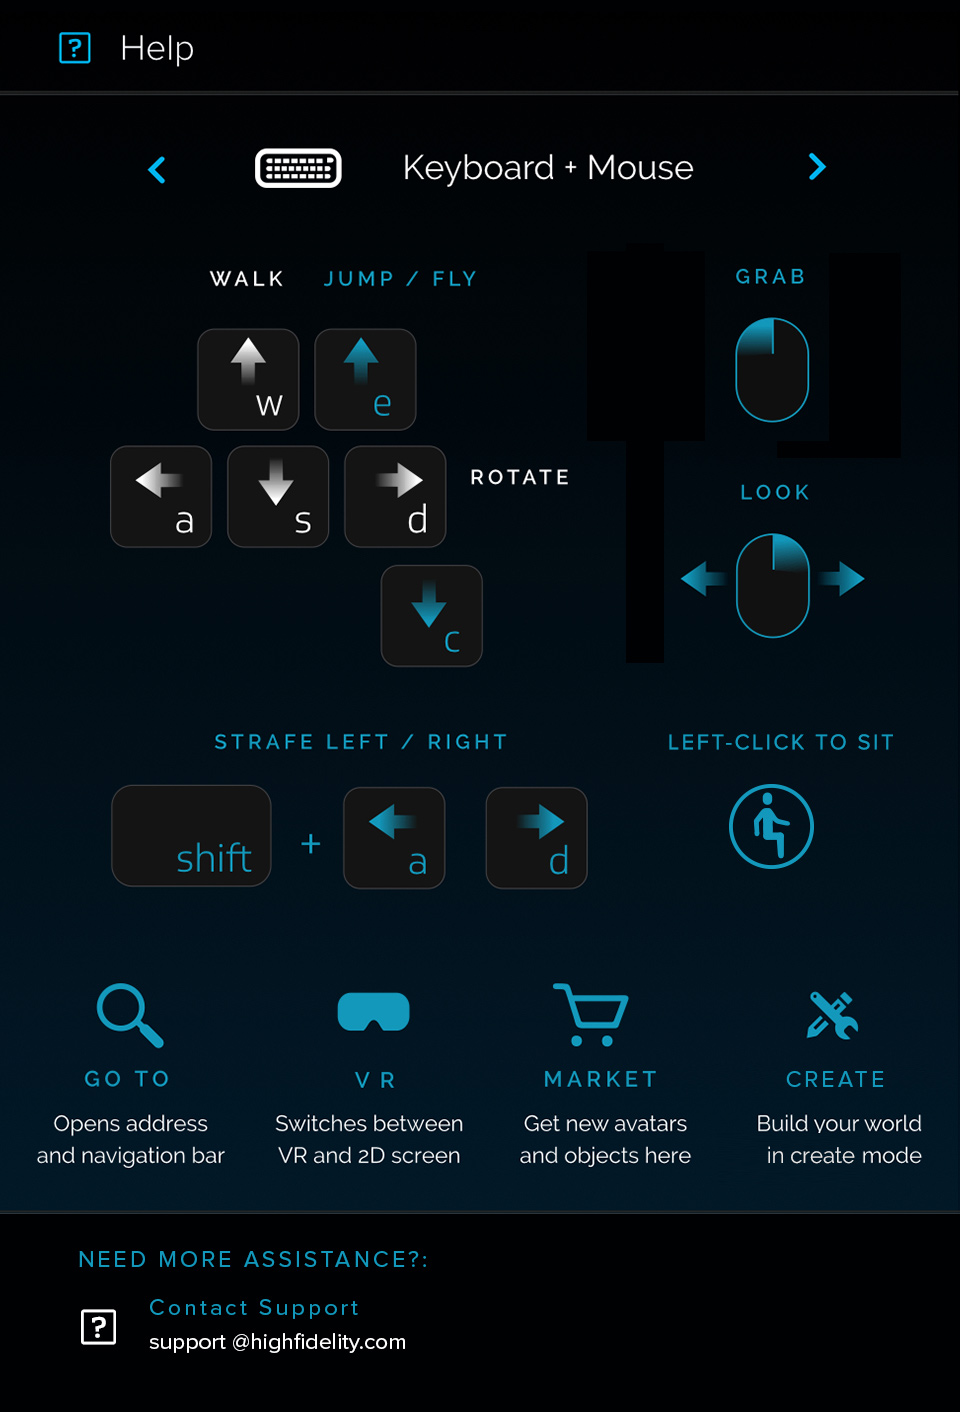 Help
Keyboard + Mouse
WALK
JUMP / FLY
GRAB
w
e
a
s
d
ROTATE
LOOK
c
STRAFE LEFT / RIGHT
LEFT-CLICK TO SIT
shift
+
a
d
GO TO
Opens address
and navigation bar
VR
Switches between
VR and 2D screen
MARKET
Get new avatars
and objects here
CREATE
Build your world
in create mode
NEED MORE ASSISTANCE?:
?
Contact Support
support @highfidelity.com